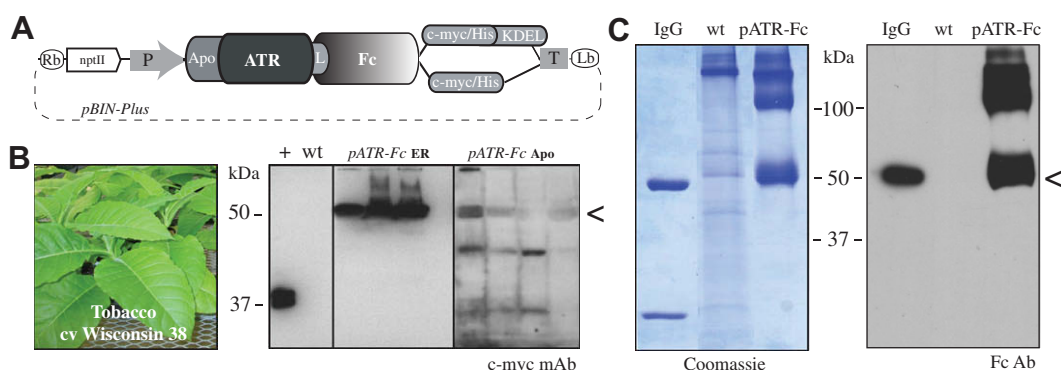 A
Rb nptII P Apo ATR L Fc c-myc/His KDEL T Lb
c-myc/His
pBIN-Plus
B
Tobacco
cv Wisconsin 38
+ wt pATR-Fc ER pATR-Fc Apo
kDa
50 –
<
37 –
c-myc mAb
C
IgG wt pATR-Fc
kDa
-100
- 50 -
- 37 -
Coomassie
IgG wt pATR-Fc
<
Fc Ab